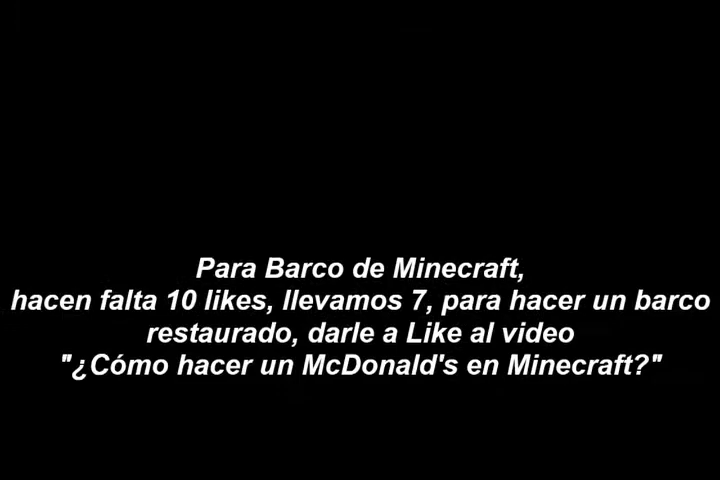 Para Barco de Minecraft,
hacen falta 10 likes, llevamos 7, para hacer un barco
restaurado, darle a Like al video
"¿Cómo hacer un McDonald's en Minecraft?"